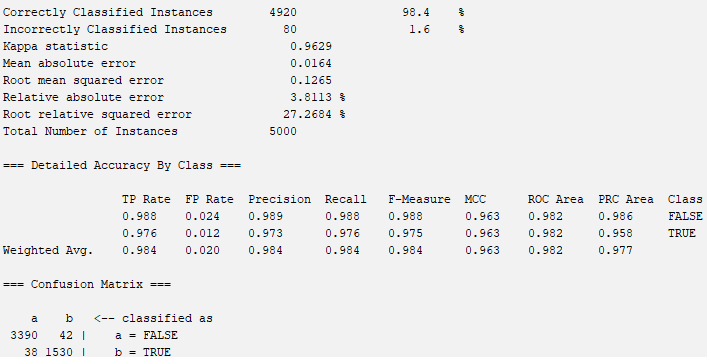 Correctly Classified Instances 4920 98.4 %
Incorrectly Classified Instances 80 1.6 %
Kappa statistic 0.9629
Mean absolute error 0.0164
Root mean squared error 0.1265
Relative absolute error 3.8113 %
Root relative squared error 27.2684 %
Total Number of Instances 5000
=== Detailed Accuracy By Class ===
TP Rate FP Rate Precision Recall F-Measure MCC ROC Area PRC Area Class
0.988 0.024 0.989 0.988 0.988 0.963 0.982 0.986 FALSE
0.976 0.012 0.973 0.976 0.975 0.963 0.982 0.958 TRUE
Weighted Avg. 0.984 0.020 0.984 0.984 0.984 0.963 0.982 0.977
=== Confusion Matrix ===
a b <-- classified as
3390 42 | a = FALSE
38 1530 | b = TRUE